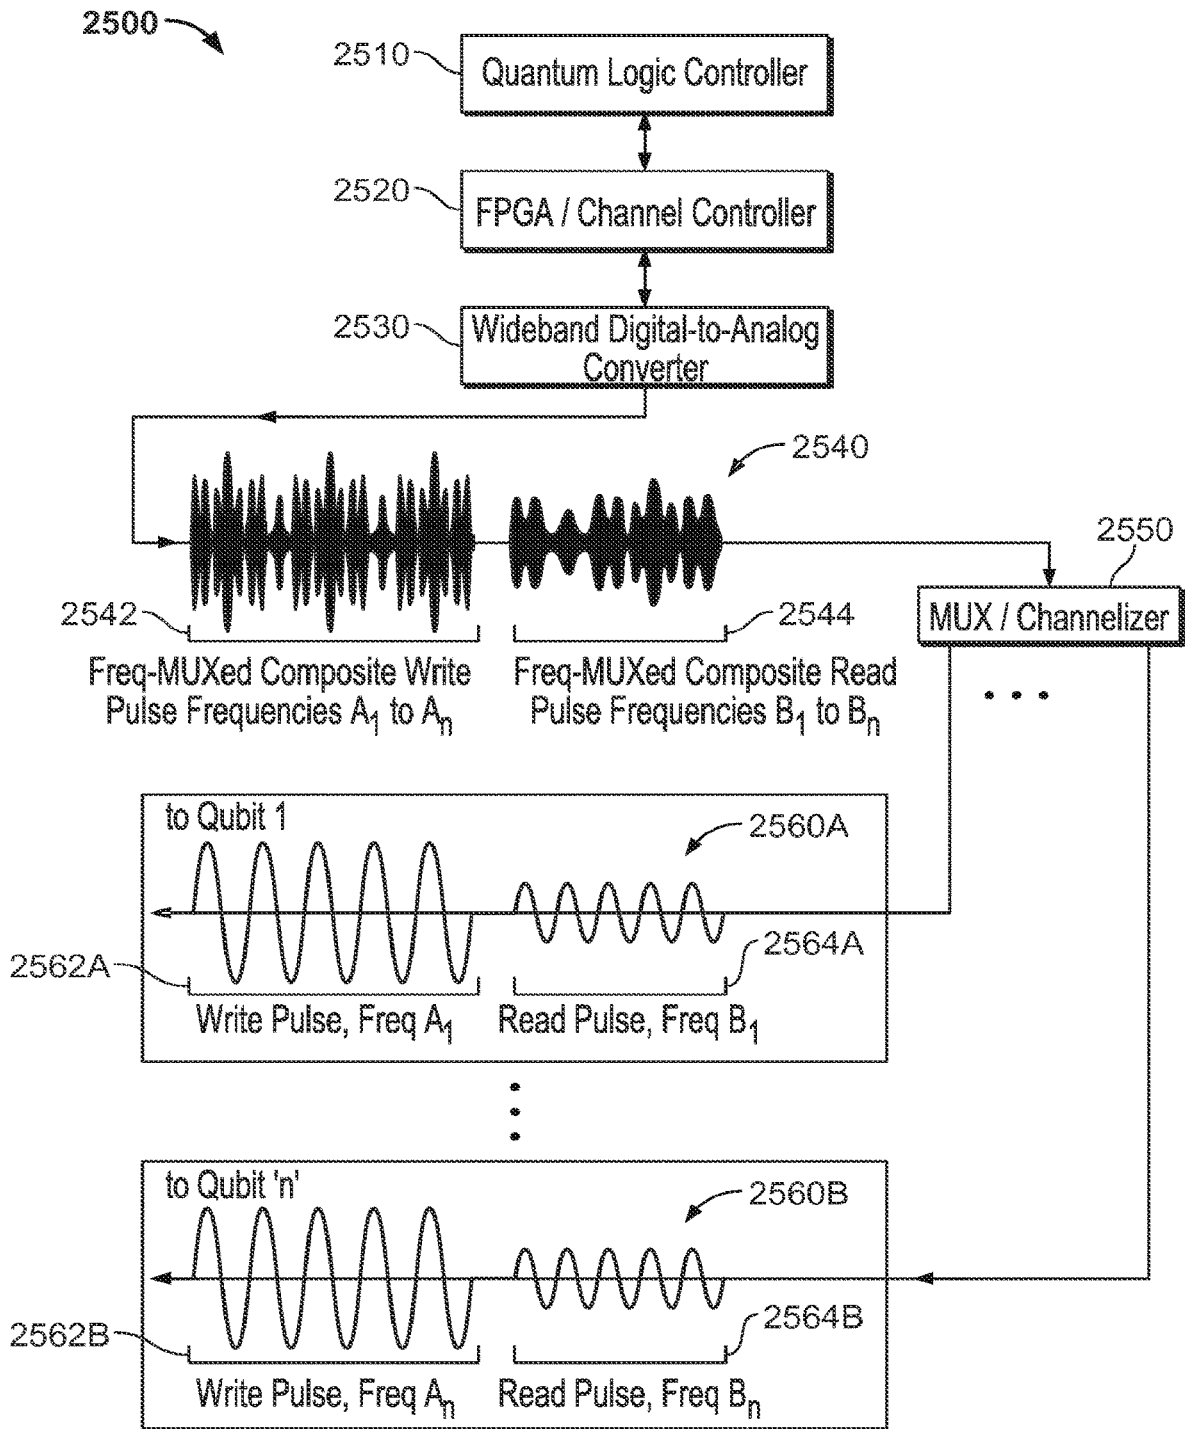 2500
2510
Quantum Logic Controller
2520
FPGA / Channel Controller
2530
Wideband Digital-to-Analog
Converter
2540
2550
MUX / Channelizer
2542
2544
Freq-MUXed Composite Write
Pulse Frequencies A₁ to Aₙ
Freq-MUXed Composite Read
Pulse Frequencies B₁ to Bₙ
• • •
to Qubit 1
2560A
2562A
2564A
Write Pulse, Freq A₁
Read Pulse, Freq B₁
to Qubit 'n'
2560B
2562B
2564B
Write Pulse, Freq Aₙ
Read Pulse, Freq Bₙ